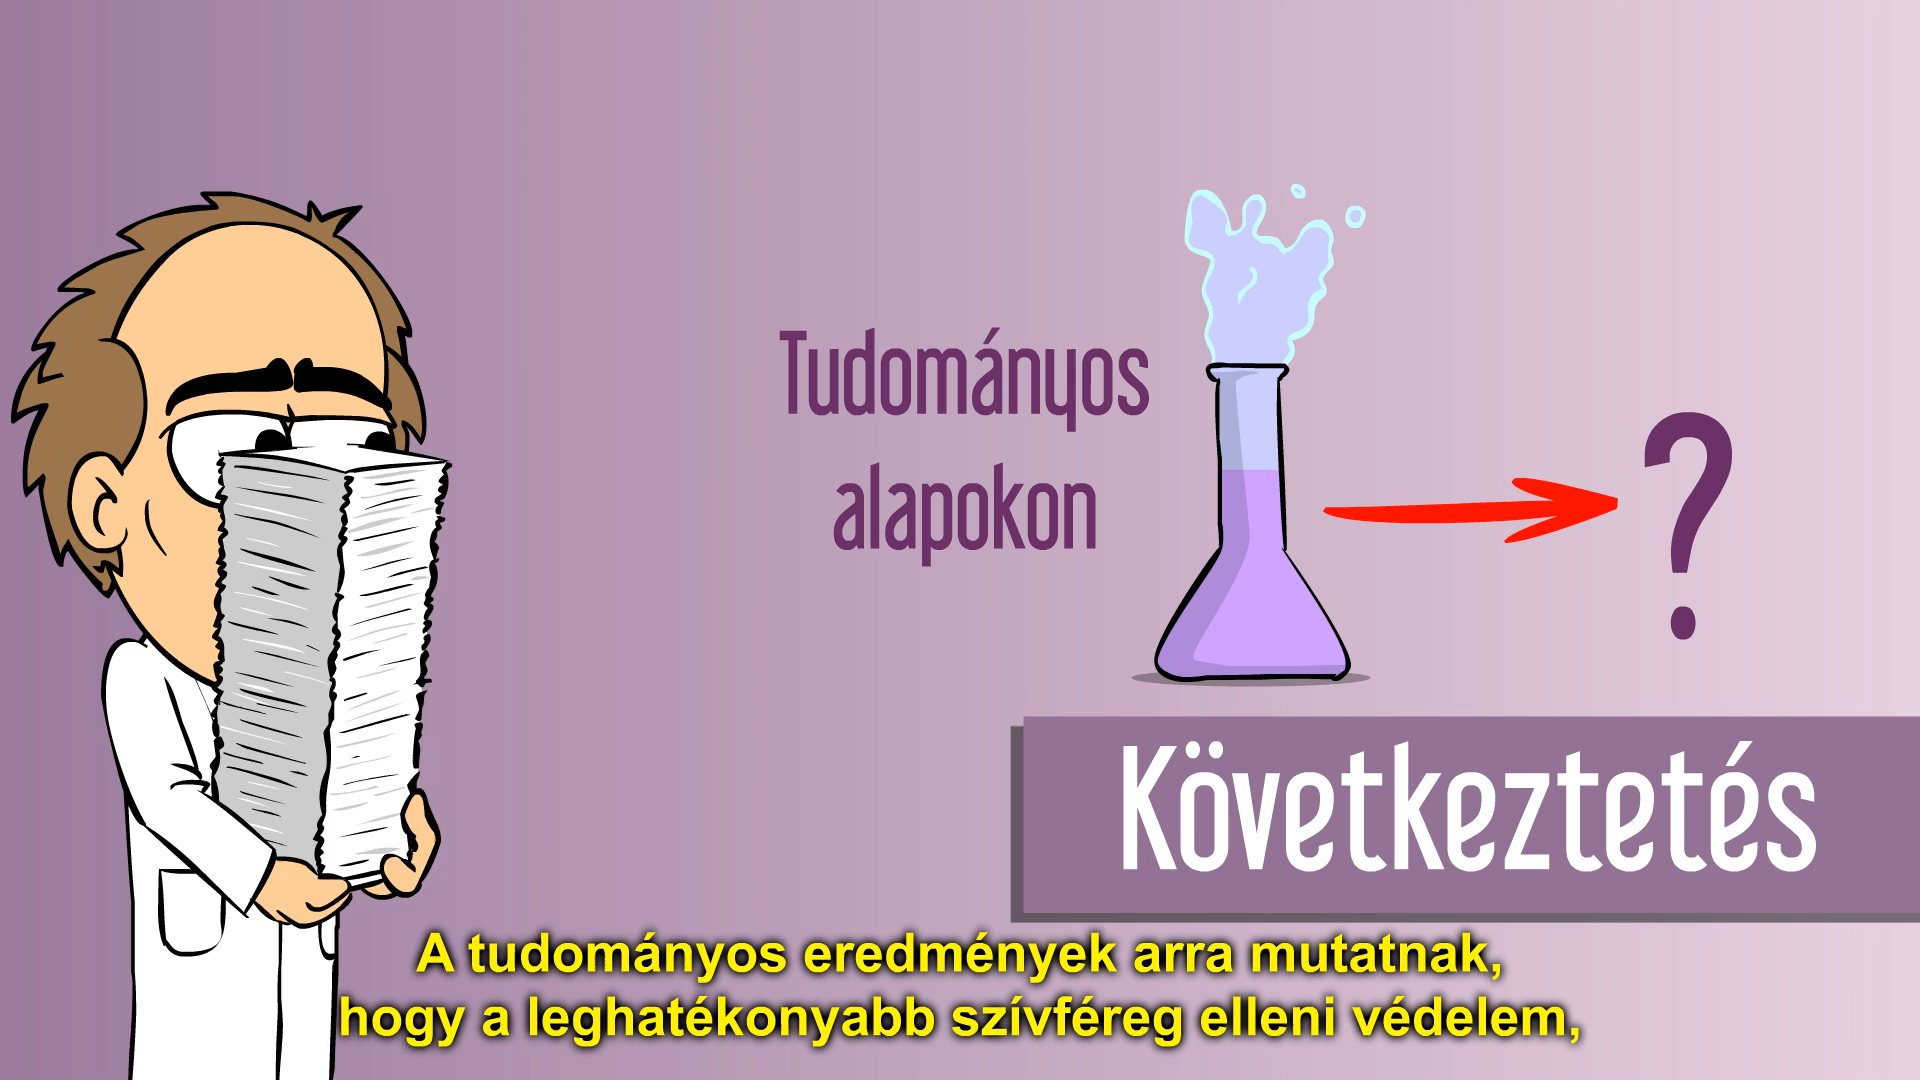 Tudományos
alapokon
?
Következtetés
A tudományos eredmények arra mutatnak,
hogy a leghatékonyabb szívféreg elleni védelem,